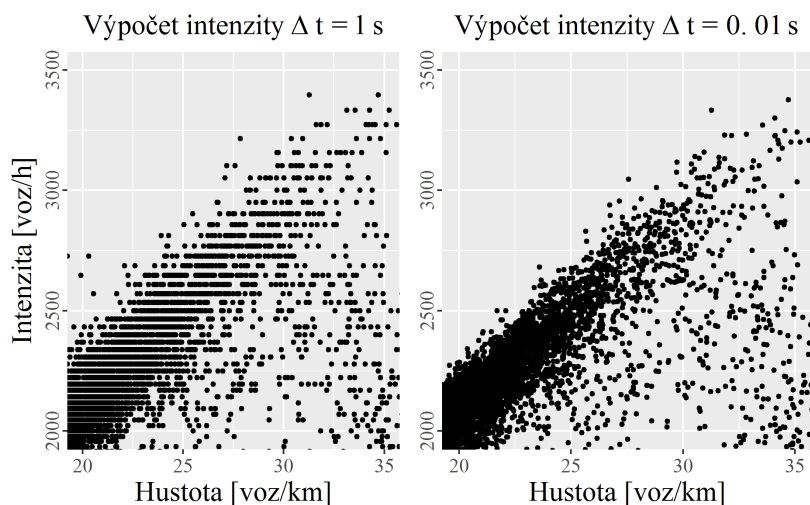 Výpočet intenzity Δ t = 1 s
Výpočet intenzity Δ t = 0. 01 s
Intenzita [voz/h]
3500
3000
2500
2000
20 25 30 35
Hustota [voz/km]
3500
3000
2500
2000
20 25 30 35
Hustota [voz/km]